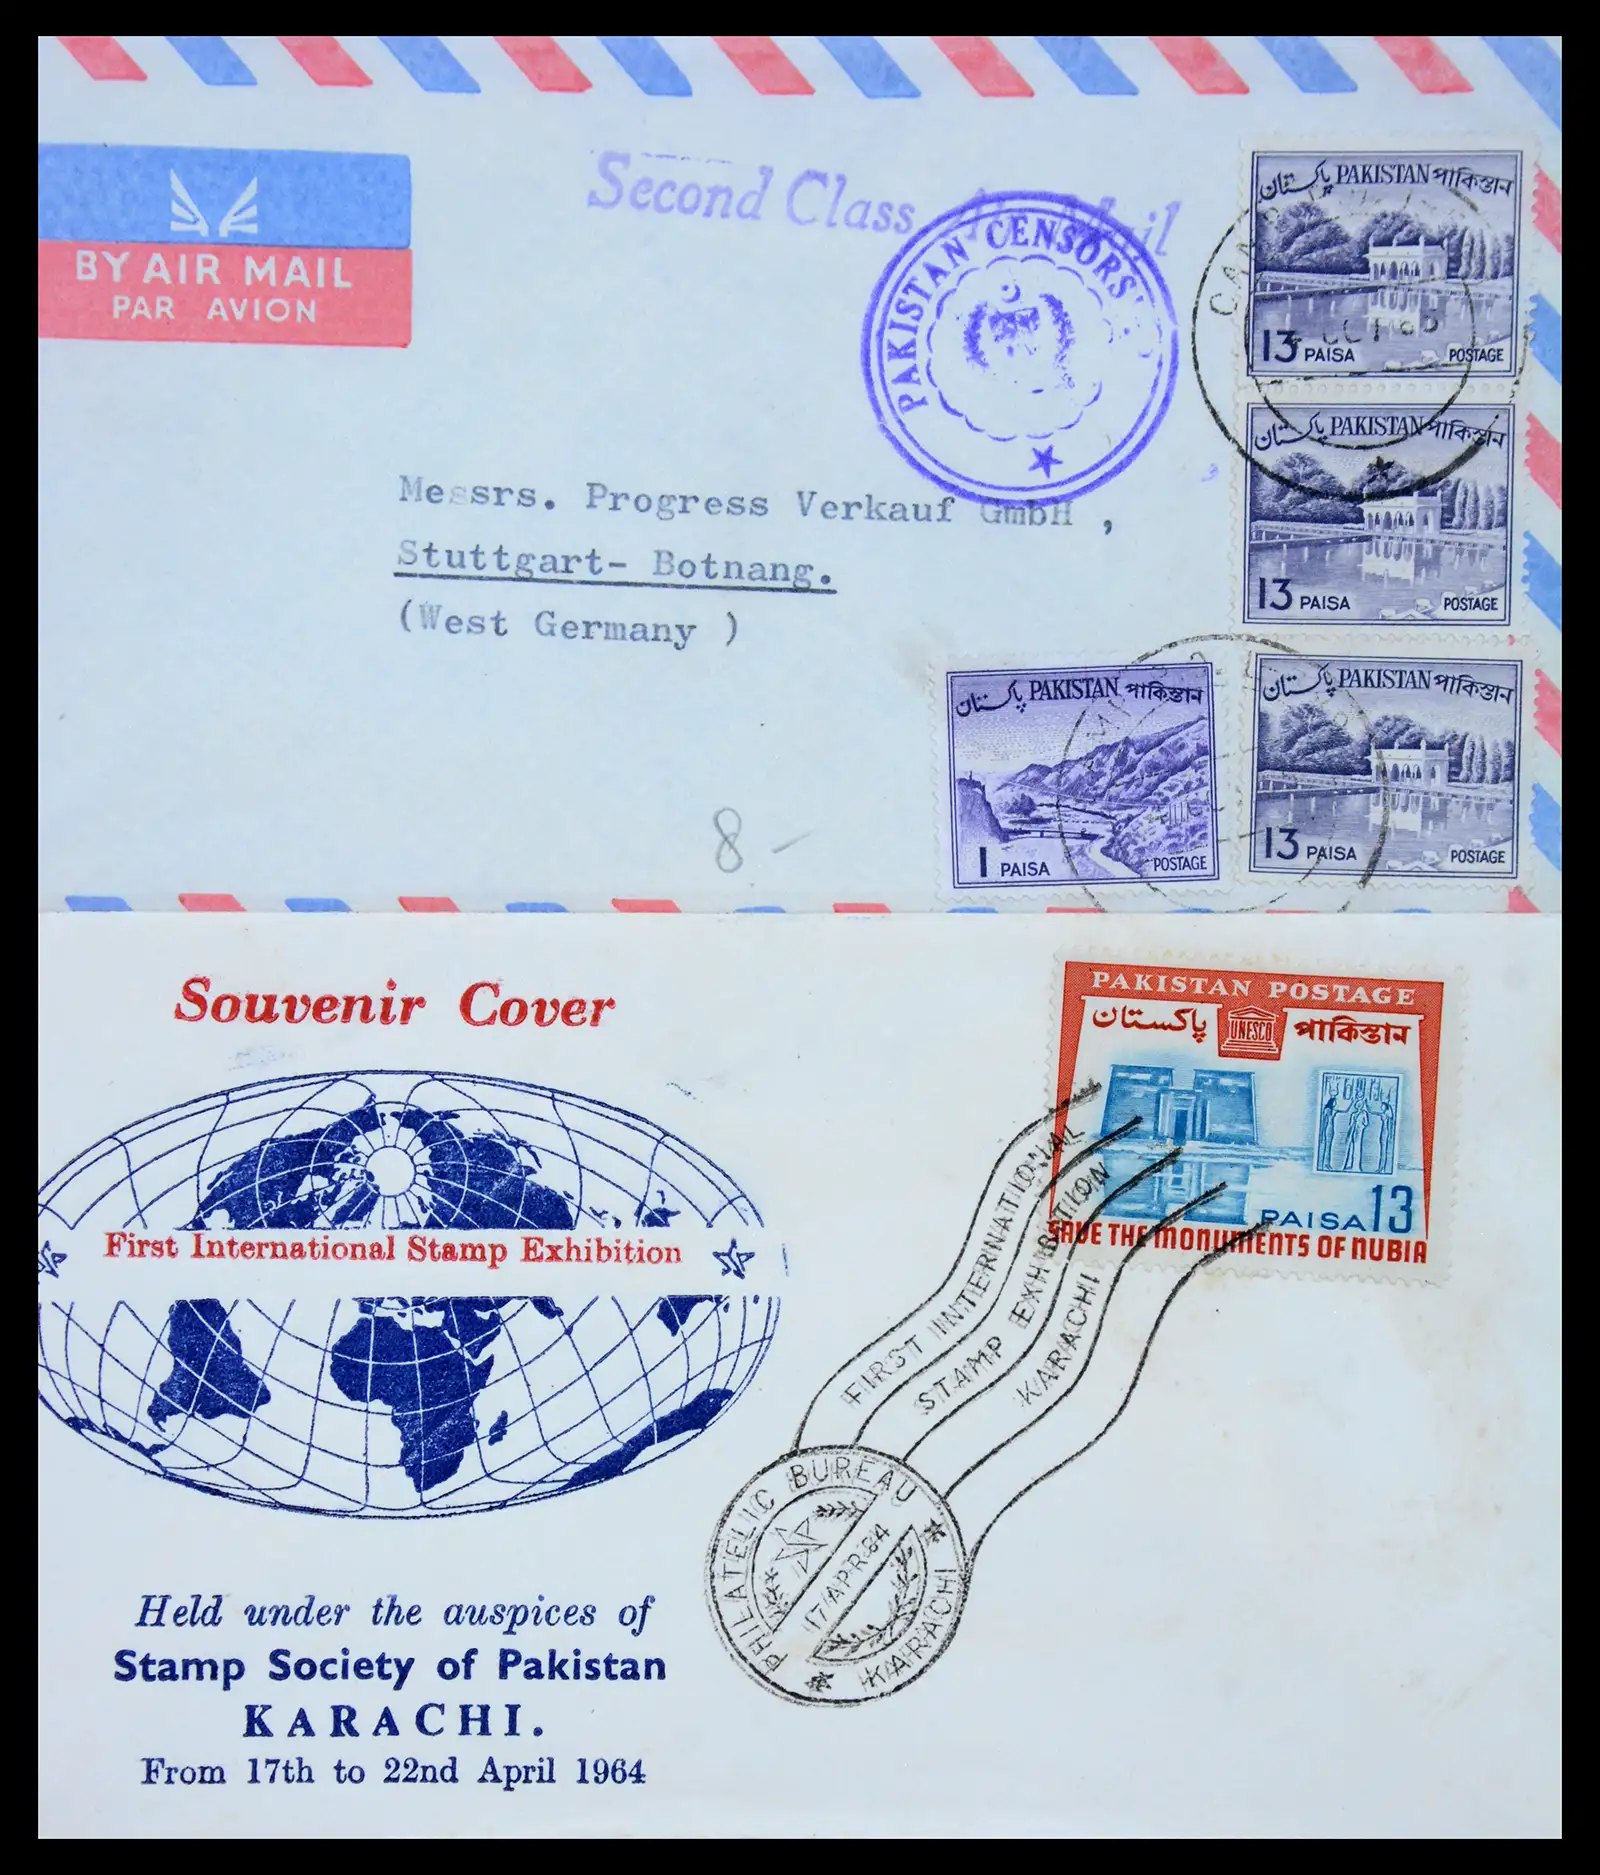 BY AIR MAIL
PAR AVION
Second Class Air Mail
PAKISTAN CENSORS'
پاکستان PAKISTAN পাকিস্তান
13 PAISA POSTAGE
OCT 65
پاکستان PAKISTAN পাকিস্তান
13 PAISA POSTAGE
Messrs. Progress Verkauf GmbH ,
Stuttgart- Botnang.
(West Germany )
پاکستان PAKISTAN পাকিস্তান
1 PAISA POSTAGE
پاکستان PAKISTAN পাকিস্তান
13 PAISA POSTAGE
8 -
Souvenir Cover
First International Stamp Exhibition
Held under the auspices of
Stamp Society of Pakistan
KARACHI.
From 17th to 22nd April 1964
PAKISTAN POSTAGE
پاکستان UNESCO পাকিস্তান
PAISA 13
SAVE THE MONUMENTS OF NUBIA
FIRST INTERNATIONAL
STAMP EXHIBITION
KARACHI
PHILATELIC BUREAU
17 APR 64
KARACHI